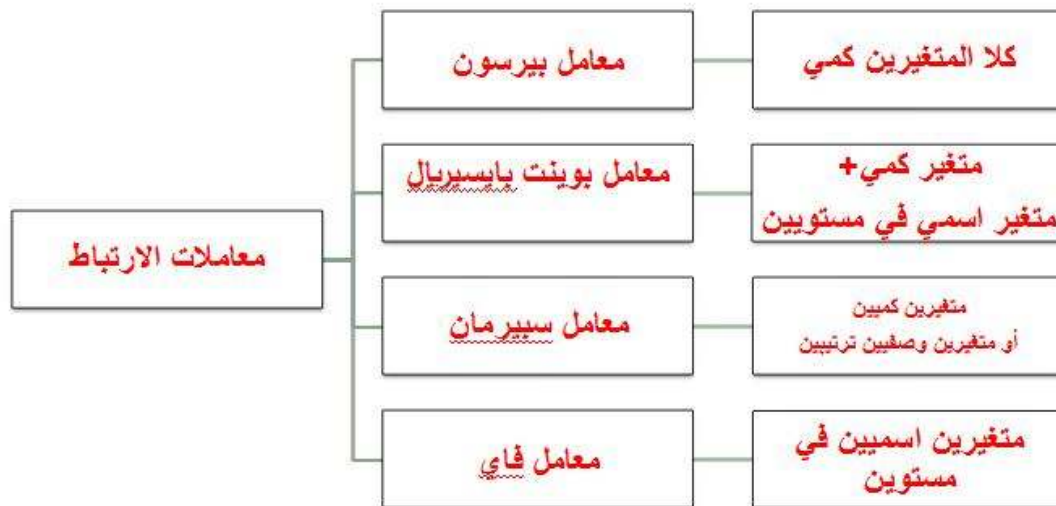 معاملات الارتباط
معامل بيرسون
كلا المتغيرين كمي
معامل بوينت بايسيريال
متغير كمي+
متغير اسمي في مستويين
معامل سبيرمان
متغيرين كميين
أو متغيرين وصفيين ترتيبين
معامل فاي
متغيرين اسميين في
مستوين